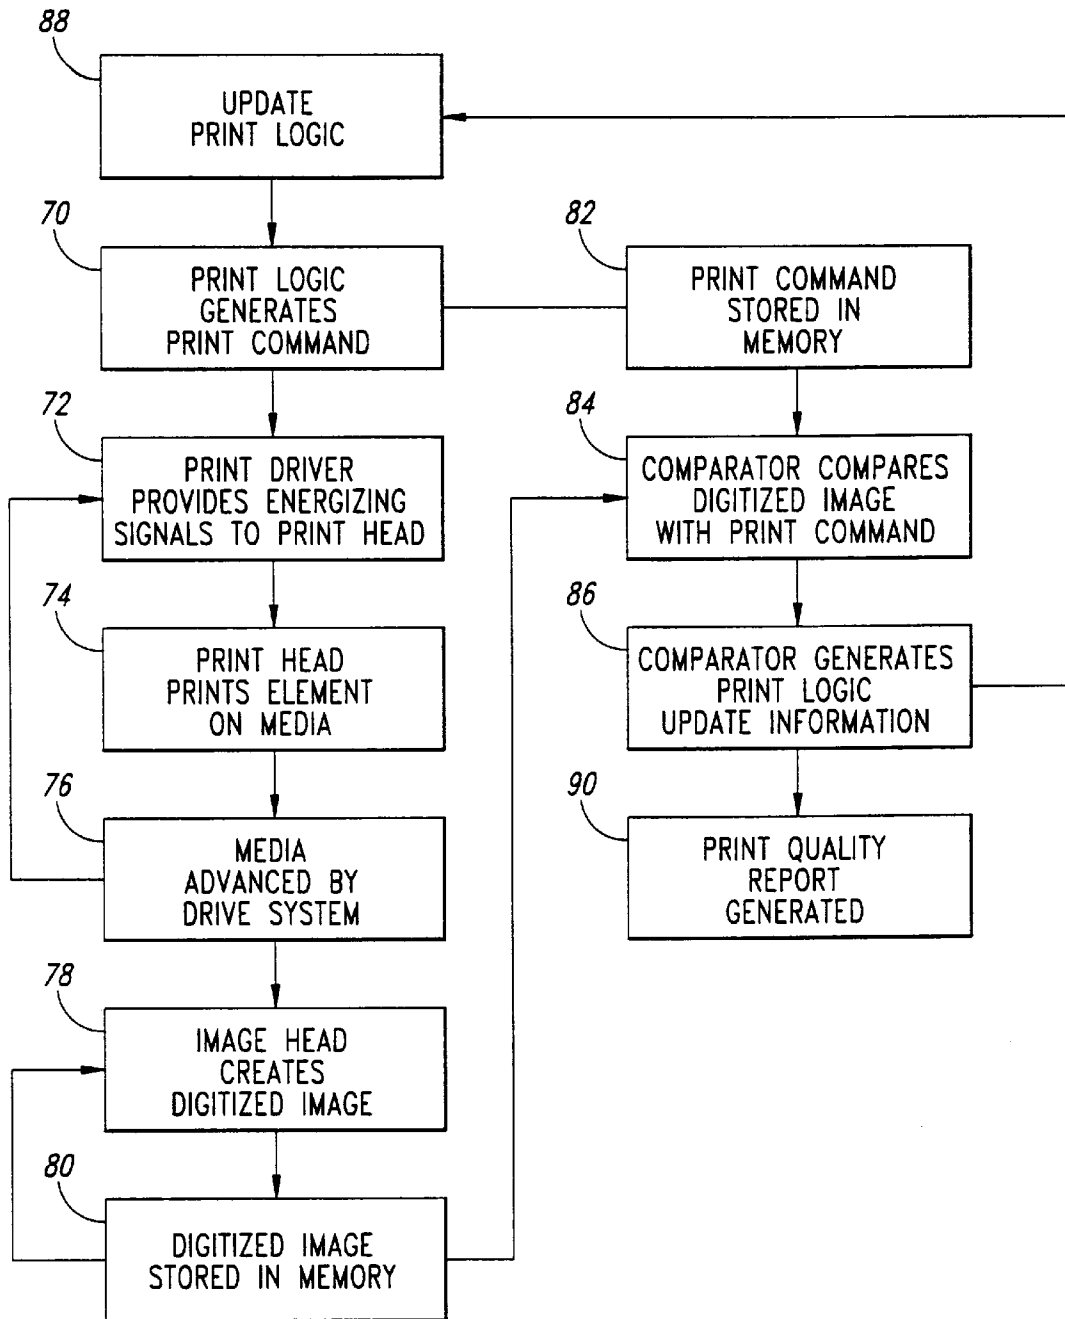 88
UPDATE
PRINT LOGIC
70
PRINT LOGIC
GENERATES
PRINT COMMAND
82
PRINT COMMAND
STORED IN
MEMORY
72
PRINT DRIVER
PROVIDES ENERGIZING
SIGNALS TO PRINT HEAD
84
COMPARATOR COMPARES
DIGITIZED IMAGE
WITH PRINT COMMAND
74
PRINT HEAD
PRINTS ELEMENT
ON MEDIA
86
COMPARATOR GENERATES
PRINT LOGIC
UPDATE INFORMATION
76
MEDIA
ADVANCED BY
DRIVE SYSTEM
90
PRINT QUALITY
REPORT
GENERATED
78
IMAGE HEAD
CREATES
DIGITIZED IMAGE
80
DIGITIZED IMAGE
STORED IN MEMORY